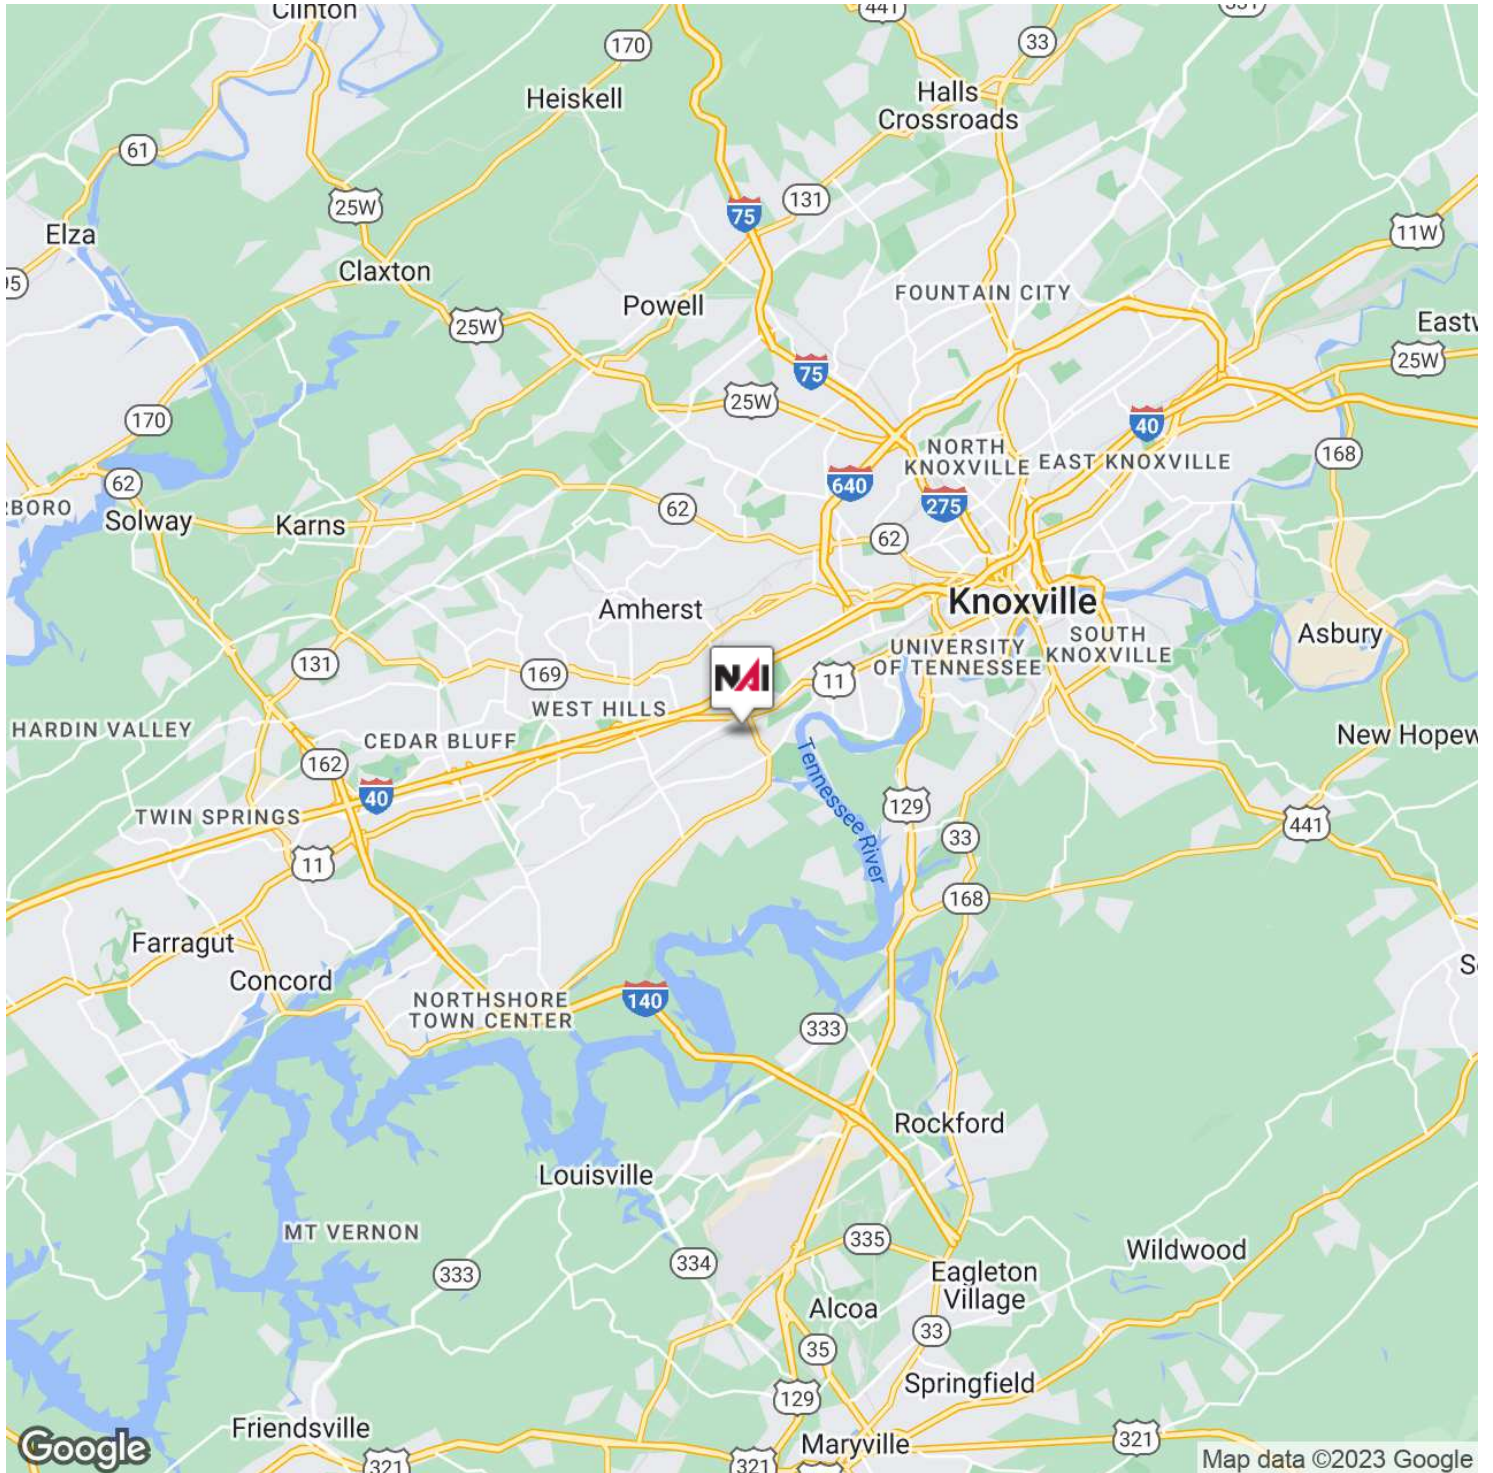 Clinton
441
170
33
Heiskell
Halls
Crossroads
61
25W
131
75
11W
Elza
Claxton
95
FOUNTAIN CITY
Powell
25W
75
25W
25W
40
170
NORTH
KNOXVILLE
EAST KNOXVILLE
168
62
640
275
62
Solway
Karns
62
Amherst
Knoxville
SOUTH
KNOXVILLE
Asbury
UNIVERSITY
OF TENNESSEE
131
169
NAI
11
WEST HILLS
HARDIN VALLEY
CEDAR BLUFF
New Hopew
162
40
Tennessee River
129
TWIN SPRINGS
33
441
11
168
Farragut
Concord
NORTHSHORE
TOWN CENTER
140
333
Rockford
Louisville
MT VERNON
335
Wildwood
333
334
Eagleton
Village
Alcoa
33
35
Springfield
129
Friendsville
Maryville
321
321
321
Google
Map data ©2023 Google